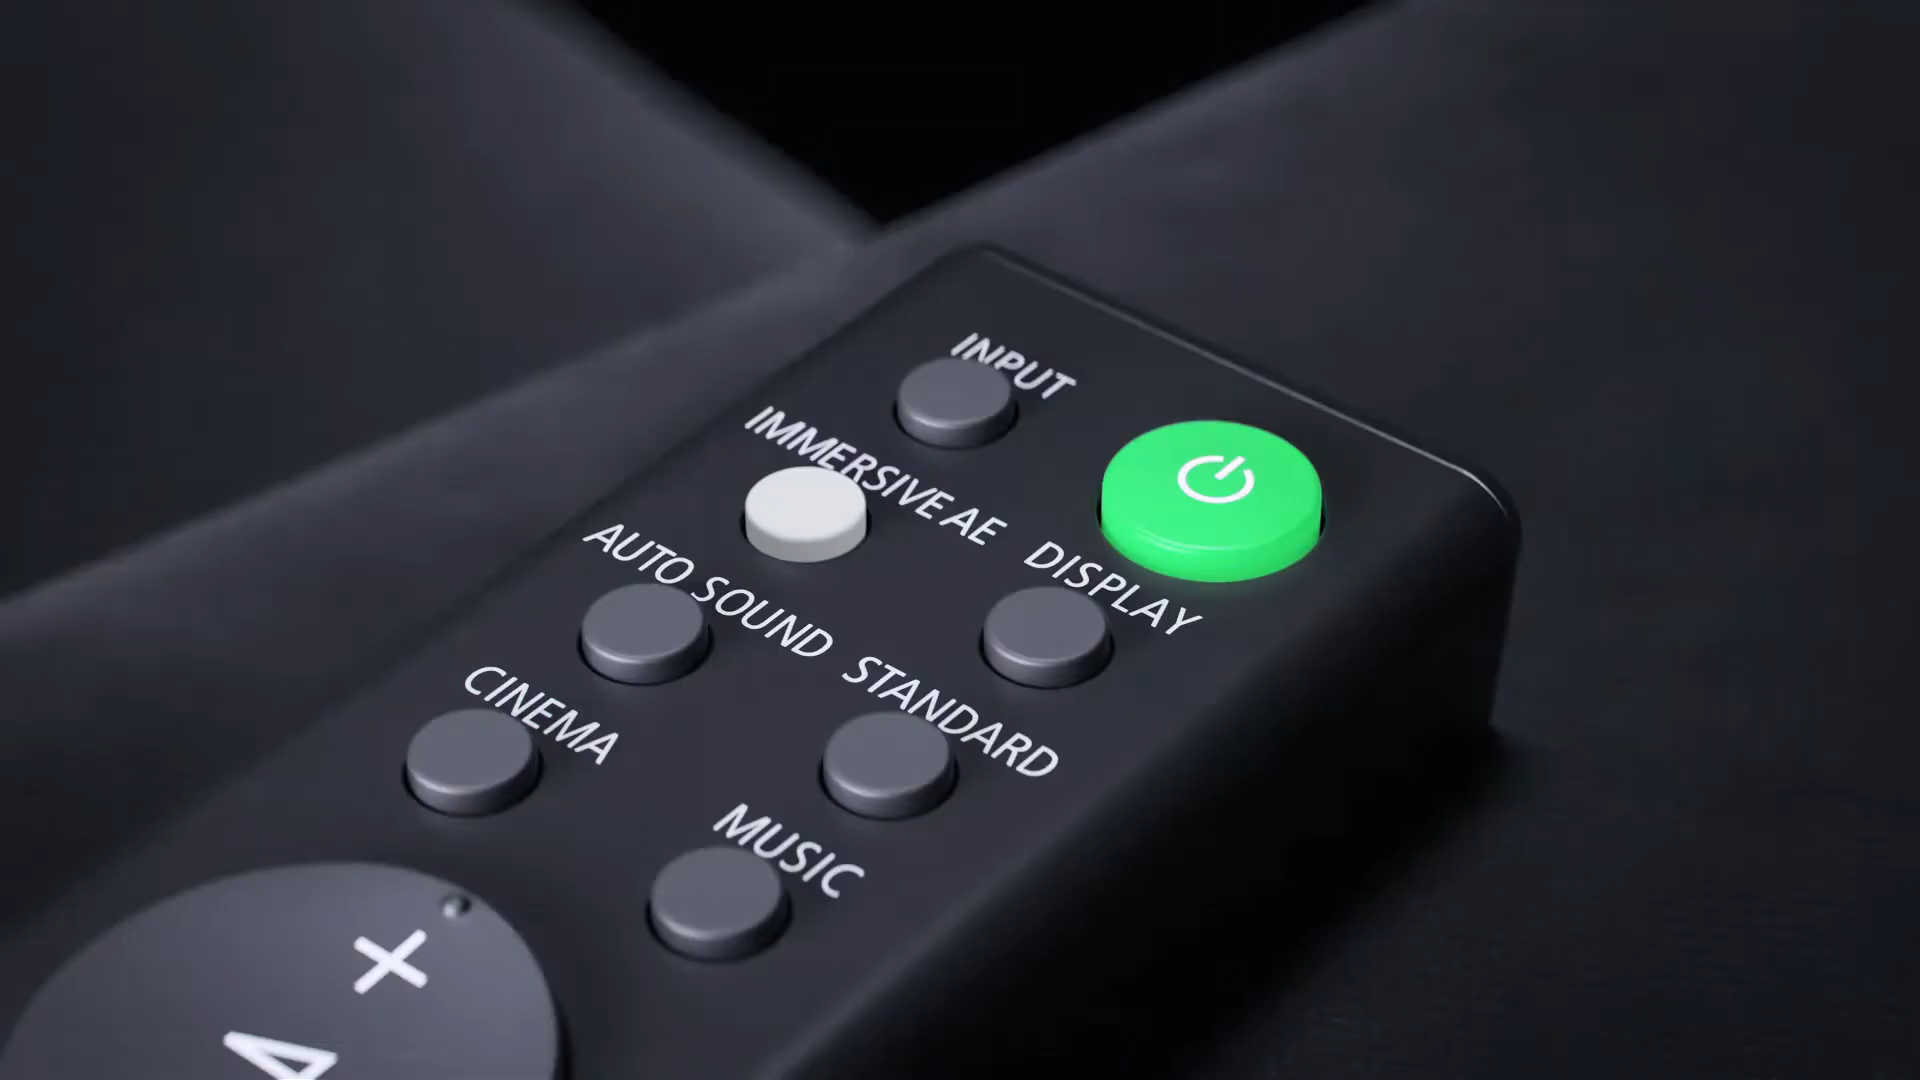 INPUT
IMMERSIVE AE
DISPLAY
AUTO SOUND
STANDARD
CINEMA
MUSIC
+